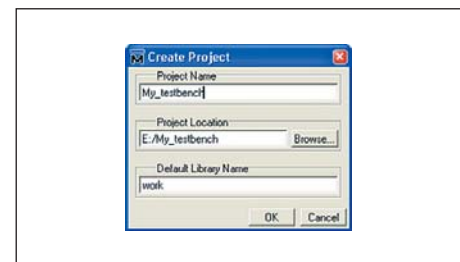 Create Project
Project Name
My_testbench
Project Location
E:/My_testbench
Browse...
Default Library Name
work
OK
Cancel